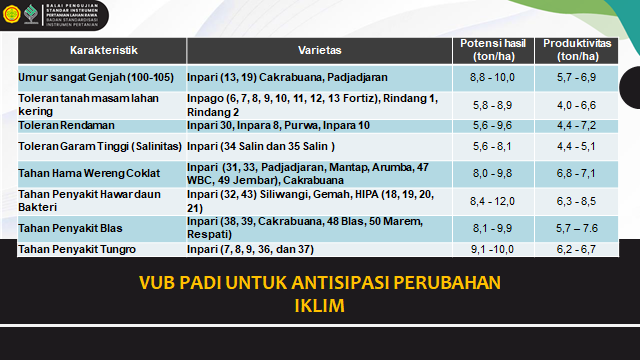 BALAI PENGUJIAN
STANDAR INSTRUMEN
PERTANIAN LAHAN RAWA
BADAN STANDARDISASI
INSTRUMEN PERTANIAN
Karakteristik Varietas Potensi hasil (ton/ha) Produktivitas (ton/ha)
Umur sangat Genjah (100-105) Inpari (13, 19) Cakrabuana, Padjadjaran 8,8 - 10,0 5,7 - 6,9
Toleran tanah masam lahan kering Inpago (6, 7, 8, 9, 10, 11, 12, 13 Fortiz), Rindang 1, Rindang 2 5,8 - 8,9 4,0 - 6,6
Toleran Rendaman Inpari 30, Inpara 8, Purwa, Inpara 10 5,6 - 9,6 4,4 - 7,2
Toleran Garam Tinggi (Salinitas) Inpari (34 Salin dan 35 Salin ) 5,6 - 8,1 4,4 - 5,1
Tahan Hama Wereng Coklat Inpari (31, 33, Padjadjaran, Mantap, Arumba, 47 WBC, 49 Jembar), Cakrabuana 8,0 - 9,8 6,8 - 7,1
Tahan Penyakit Hawar daun Bakteri Inpari (32, 43) Siliwangi, Gemah, HIPA (18, 19, 20, 21) 8,4 - 12,0 6,3 - 8,5
Tahan Penyakit Blas Inpari (38, 39, Cakrabuana, 48 Blas, 50 Marem, Respati) 8,1 - 9,9 5,7 – 7.6
Tahan Penyakit Tungro Inpari (7, 8, 9, 36, dan 37) 9,1 -10,0 6,2 - 6,7
VUB PADI UNTUK ANTISIPASI PERUBAHAN
IKLIM